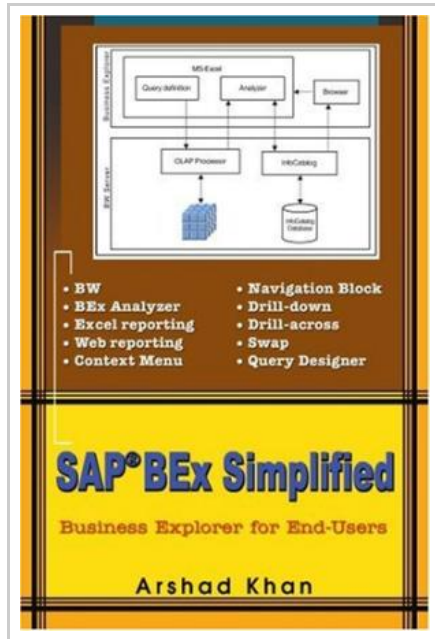 Business Explorer
MS-Excel
Query definition
Analyzer
Browser
BW Server
OLAP Processor
InfoCatalog
InfoCatalog
Database
• BW
• BEx Analyzer
• Excel reporting
• Web reporting
• Context Menu
• Navigation Block
• Drill-down
• Drill-across
• Swap
• Query Designer
SAP® BEx Simplified
Business Explorer for End-Users
Arshad Khan